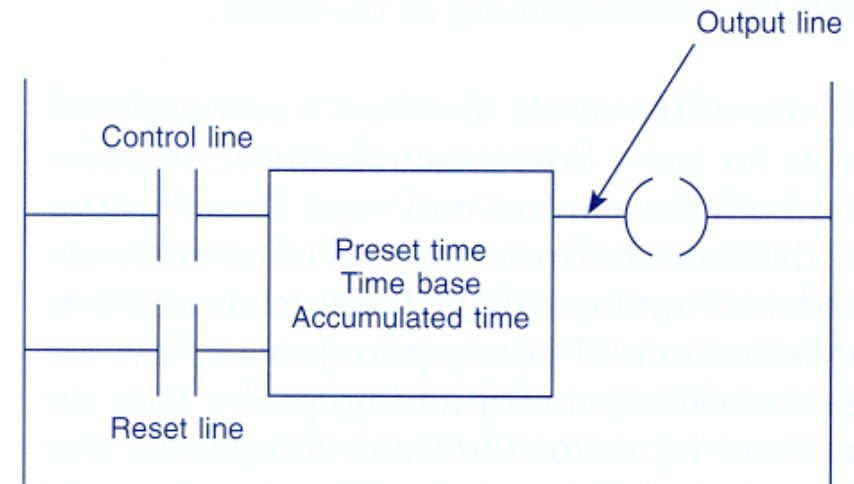 Output line
Control line
Preset time
Time base
Accumulated time
Reset line